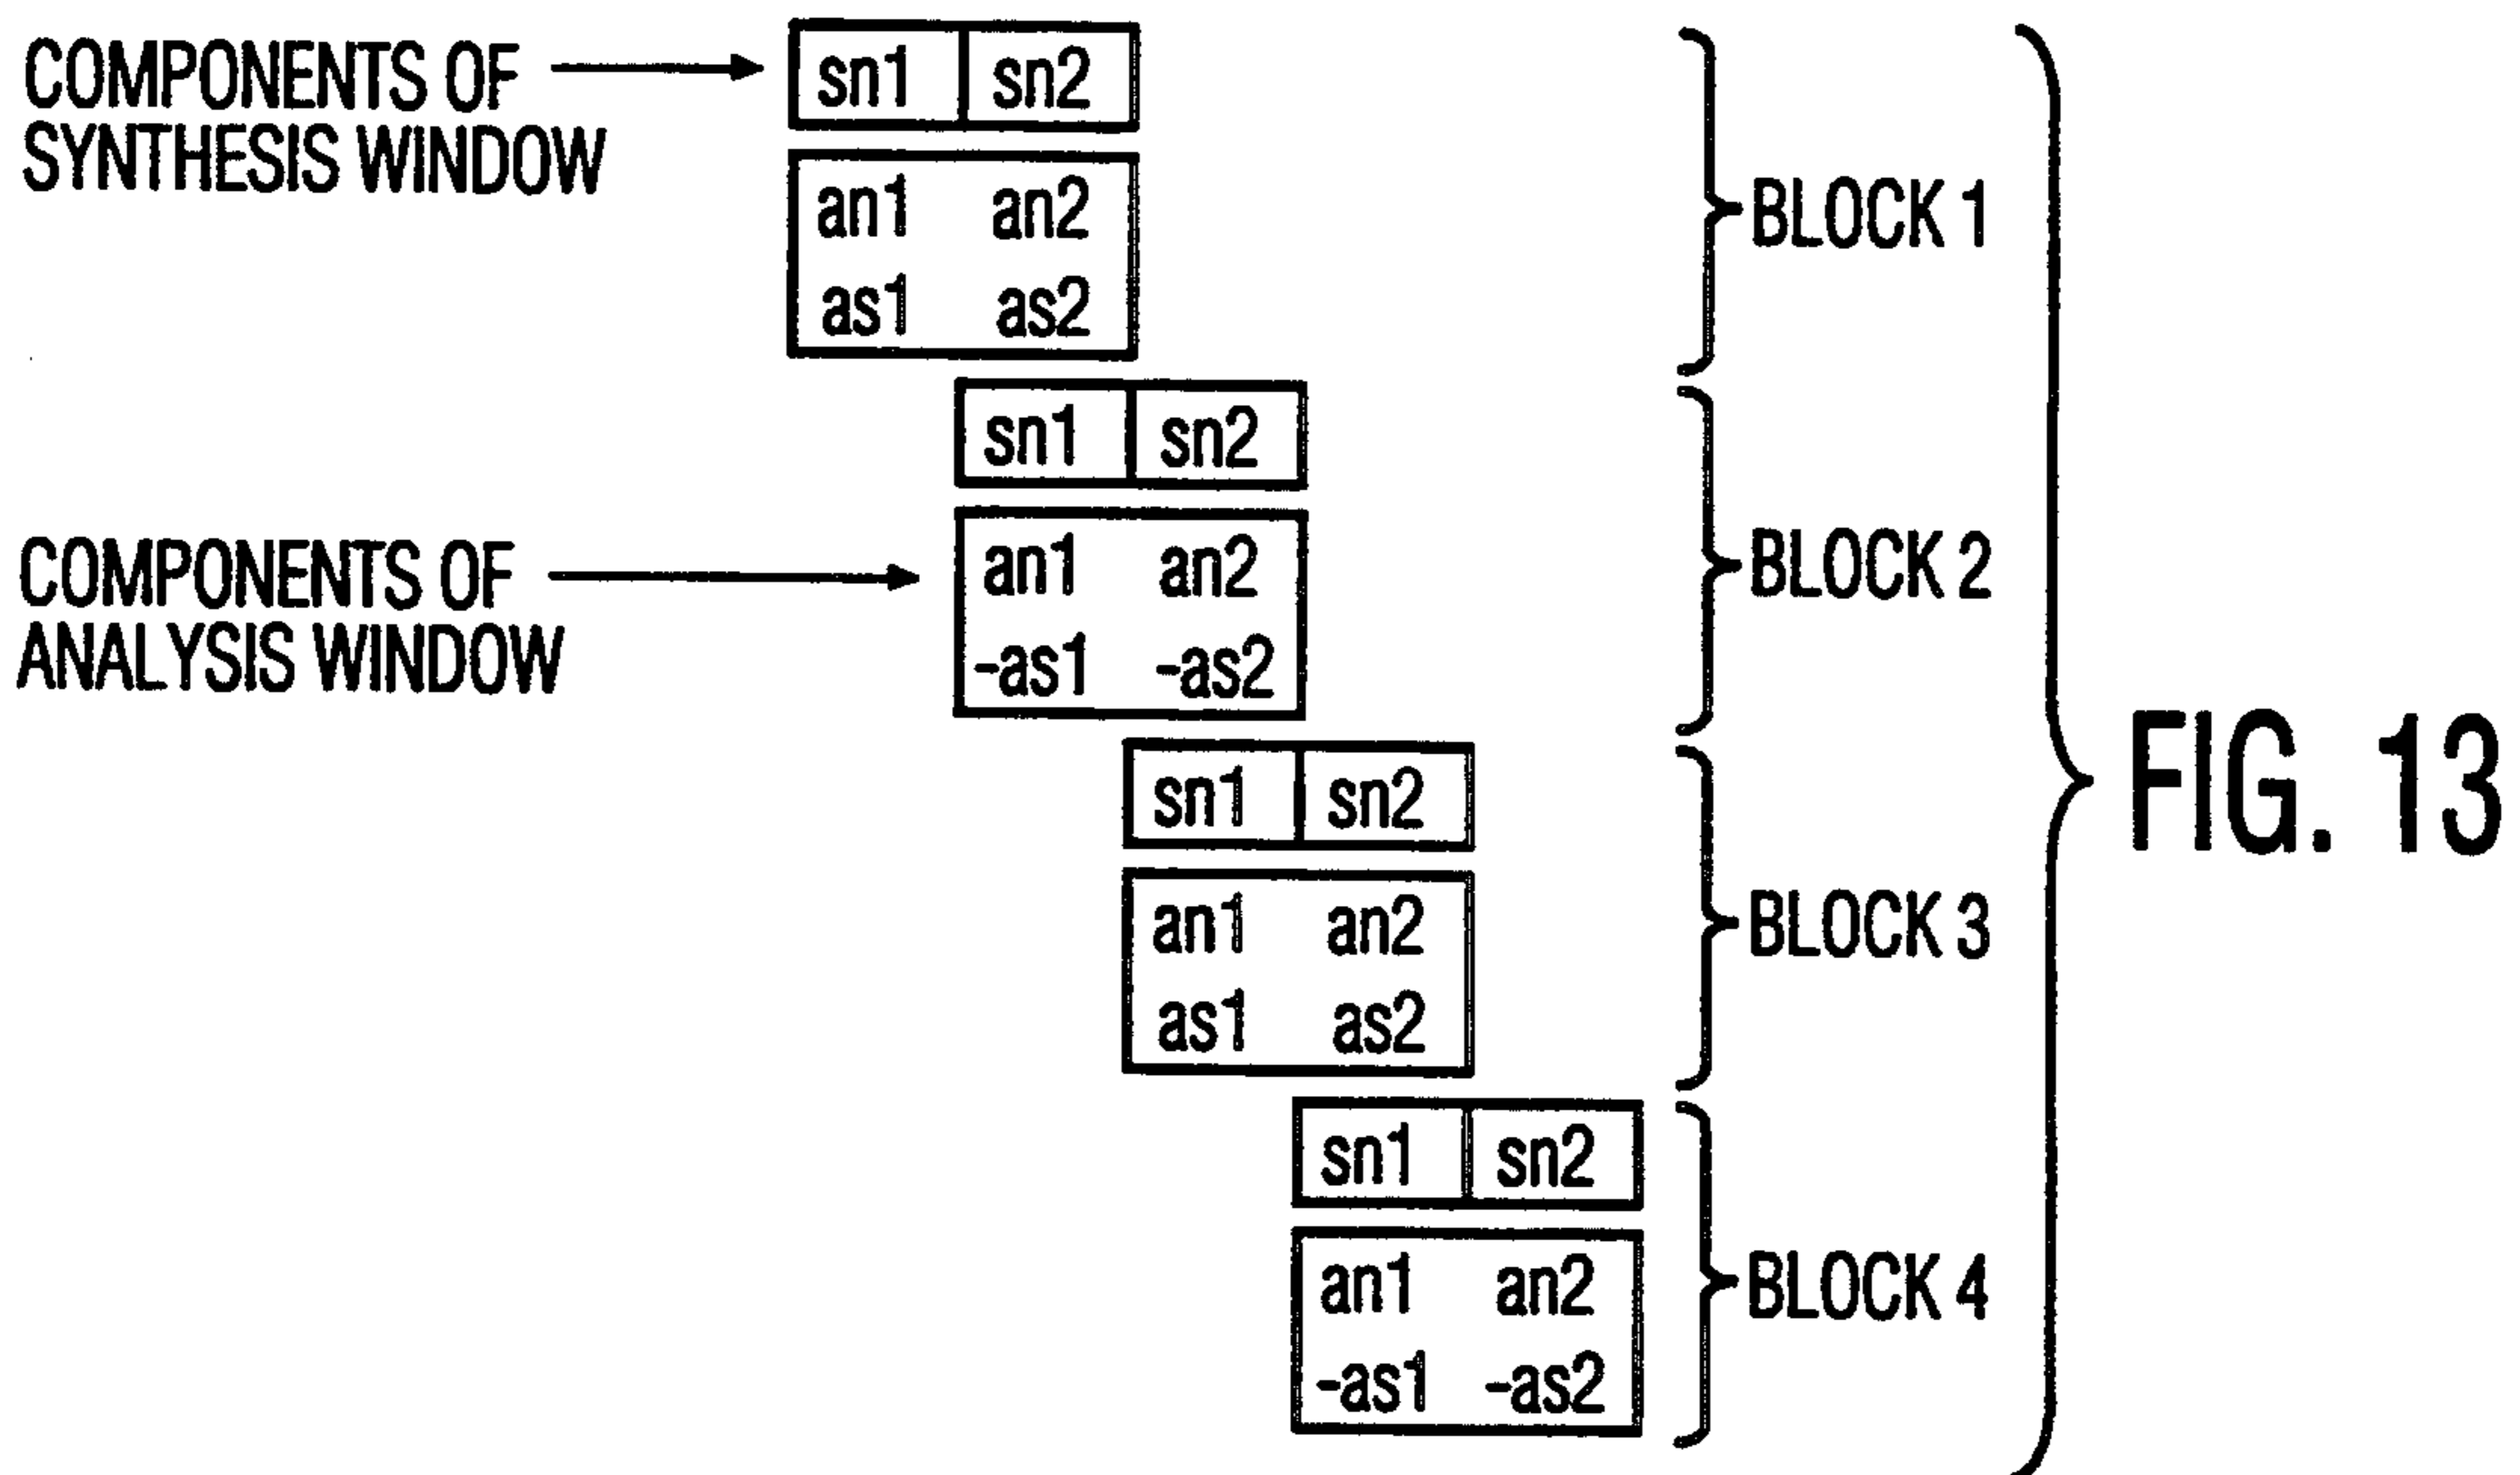 COMPONENTS OF
SYNTHESIS WINDOW
sn1 sn2
an1 an2
as1 as2
BLOCK 1
sn1 sn2
COMPONENTS OF
ANALYSIS WINDOW
an1 an2
-as1 -as2
BLOCK 2
sn1 sn2
an1 an2
as1 as2
BLOCK 3
sn1 sn2
an1 an2
-as1 -as2
BLOCK 4
FIG. 13